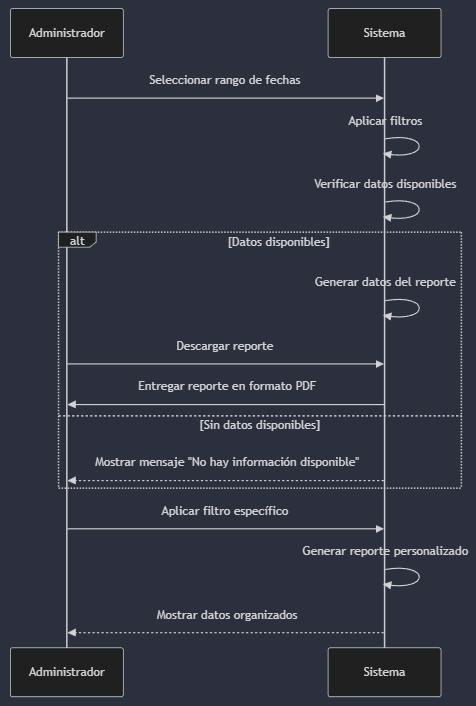 Administrador
Sistema
Seleccionar rango de fechas
Aplicar filtros
Verificar datos disponibles
alt
[Datos disponibles]
Generar datos del reporte
Descargar reporte
Entregar reporte en formato PDF
[Sin datos disponibles]
Mostrar mensaje "No hay información disponible"
Aplicar filtro específico
Generar reporte personalizado
Mostrar datos organizados
Administrador
Sistema